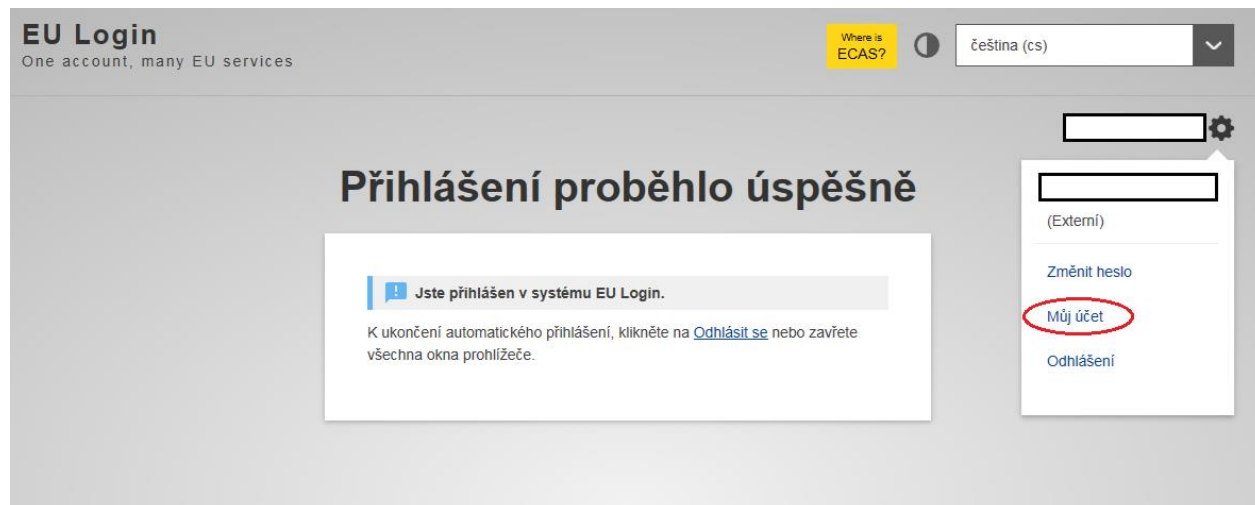 EU Login
One account, many EU services
Where is
ECAS?
čeština (cs)
Přihlášení proběhlo úspěšně
(Externí)
Změnit heslo
Můj účet
Odhlášení
Jste přihlášen v systému EU Login.
K ukončení automatického přihlášení, klikněte na Odhlásit se nebo zavřete
všechna okna prohlížeče.